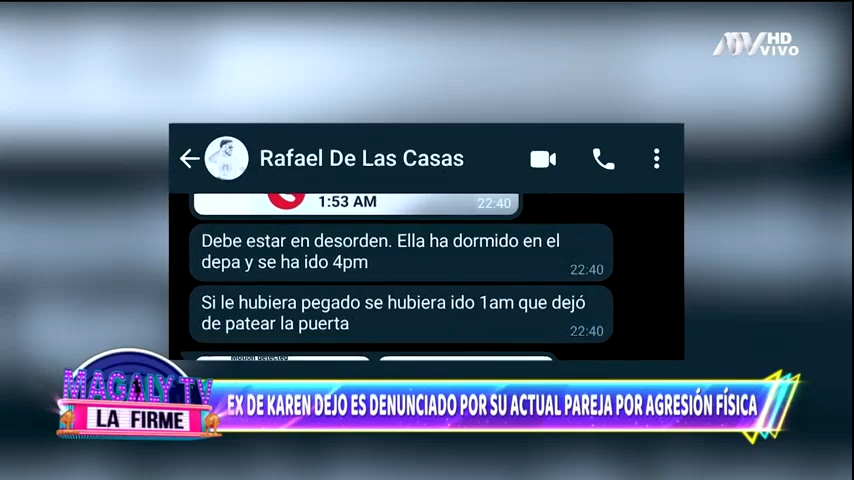 ATV HD
VIVO
Rafael De Las Casas
1:53 AM
22:40
Debe estar en desorden. Ella ha dormido en el
depa y se ha ido 4pm
22:40
Si le hubiera pegado se hubiera ido 1am que dejó
de patear la puerta
22:40
Motion detected
MAGALY TV
LA FIRME
EX DE KAREN DEJO ES DENUNCIADO POR SU ACTUAL PAREJA POR AGRESIÓN FÍSICA